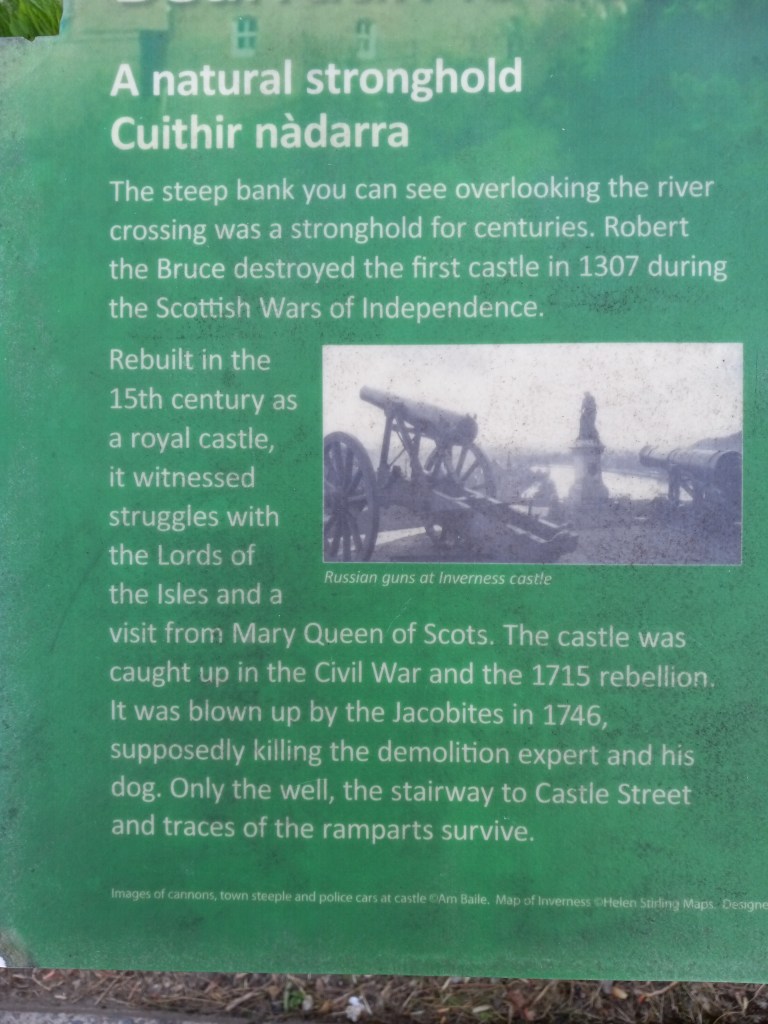 A natural stronghold
Cuithir nàdarra
The steep bank you can see overlooking the river
crossing was a stronghold for centuries. Robert
the Bruce destroyed the first castle in 1307 during
the Scottish Wars of Independence.
Rebuilt in the
15th century as
a royal castle,
it witnessed
struggles with
the Lords of
the Isles and a
visit from Mary Queen of Scots. The castle was
caught up in the Civil War and the 1715 rebellion.
It was blown up by the Jacobites in 1746,
supposedly killing the demolition expert and his
dog. Only the well, the stairway to Castle Street
and traces of the ramparts survive.
Russian guns at Inverness castle
Images of cannons, town steeple and police cars at castle ©Am Baile. Map of Inverness ©Helen Stirling Maps. Designe